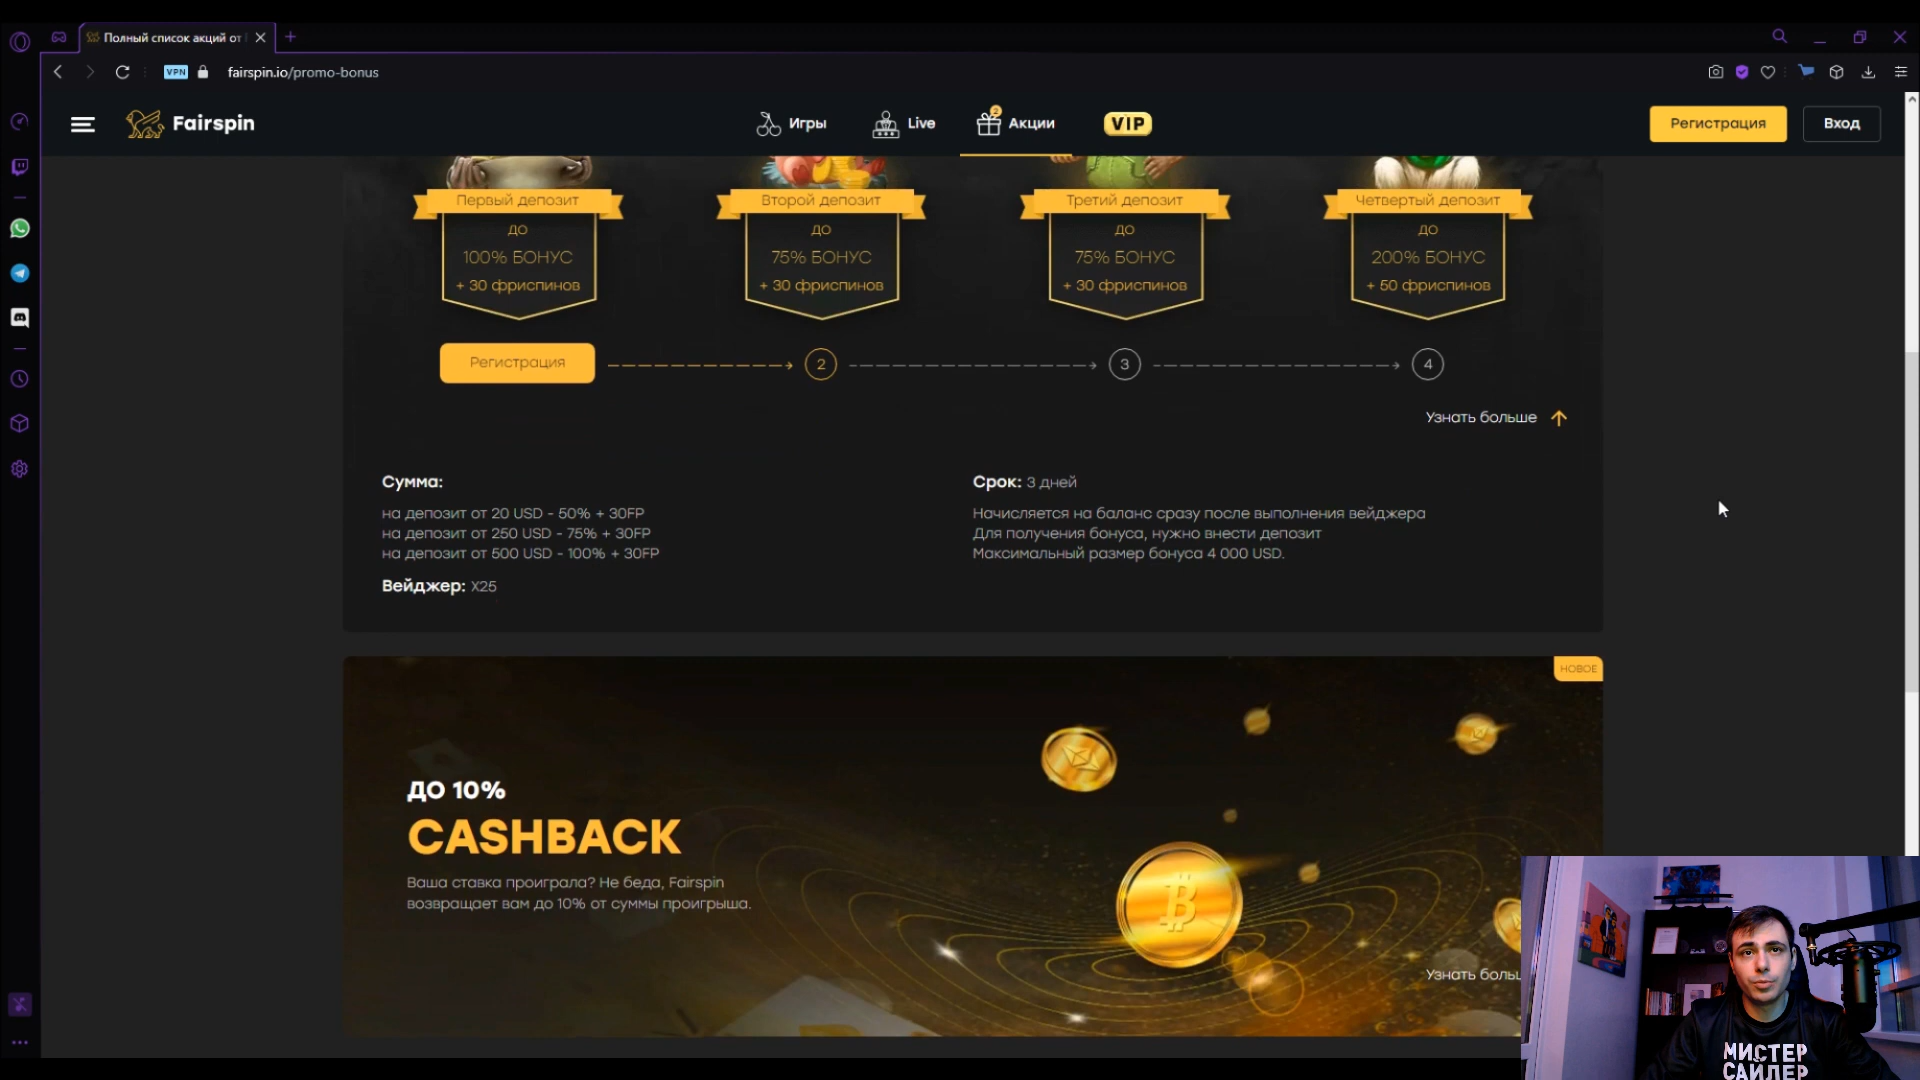 Полный список акций от
VPN
fairspin.io/promo-bonus
Fairspin
Игры
Live
2
Акции
VIP
Регистрация
Вход
Первый депозит
до
100% БОНУС
+ 30 фриспинов
Второй депозит
до
75% БОНУС
+ 30 фриспинов
Третий депозит
до
75% БОНУС
+ 30 фриспинов
Четвертый депозит
до
200% БОНУС
+ 50 фриспинов
Регистрация
2
3
4
Узнать больше
Сумма:
на депозит от 20 USD - 50% + 30FP
на депозит от 250 USD - 75% + 30FP
на депозит от 500 USD - 100% + 30FP
Вейджер: X25
Срок: 3 дней
Начисляется на баланс сразу после выполнения вейджера
Для получения бонуса, нужно внести депозит
Максимальный размер бонуса 4 000 USD.
НОВОЕ
ДО 10%
CASHBACK
Ваша ставка проиграла? Не беда, Fairspin
возвращает вам до 10% от суммы проигрыша.
Узнать больш
МИСТЕР
САЙЛЕР